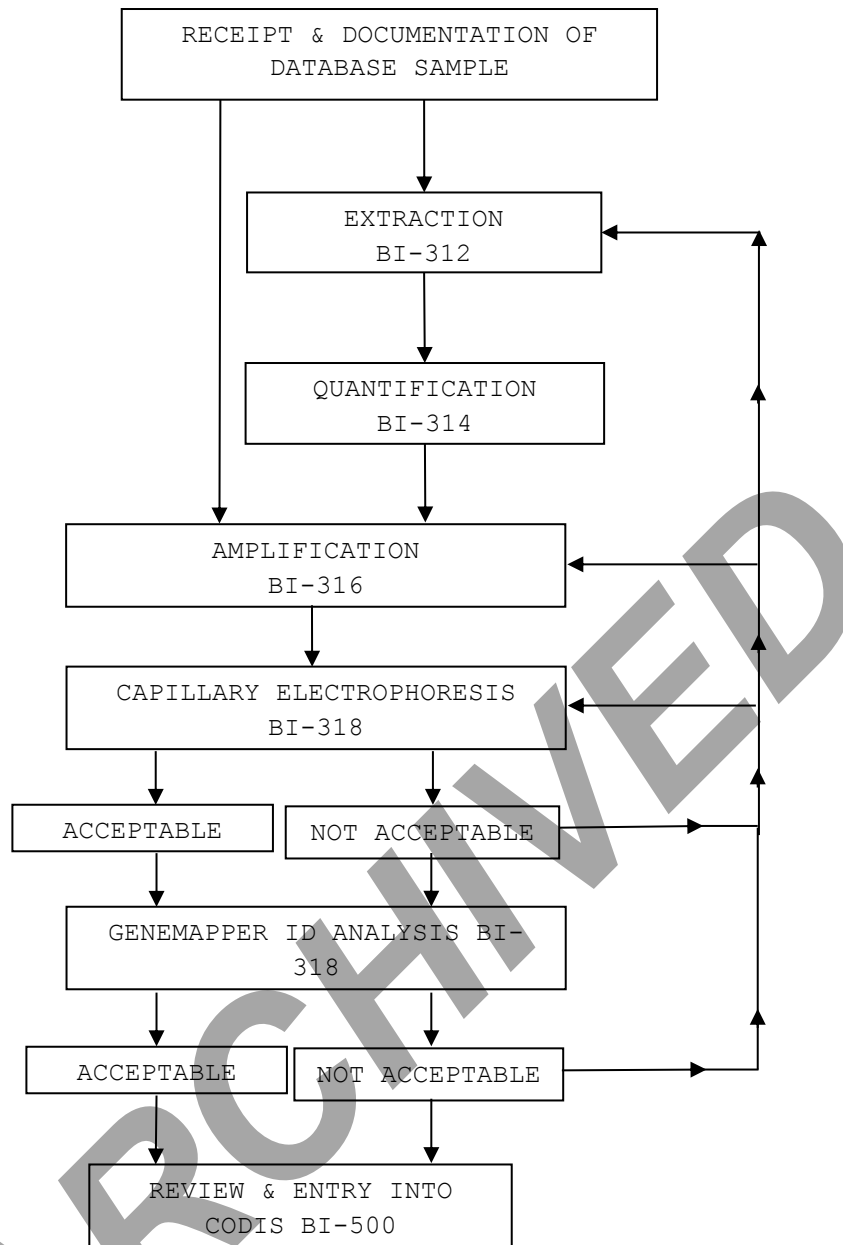 RECEIPT & DOCUMENTATION OF
DATABASE SAMPLE
EXTRACTION
BI-312
QUANTIFICATION
BI-314
AMPLIFICATION
BI-316
CAPILLARY ELECTROPHORESIS
BI-318
ACCEPTABLE
NOT ACCEPTABLE
GENEMAPPER ID ANALYSIS BI-
318
ACCEPTABLE
NOT ACCEPTABLE
REVIEW & ENTRY INTO
CODIS BI-500
RCHIVED